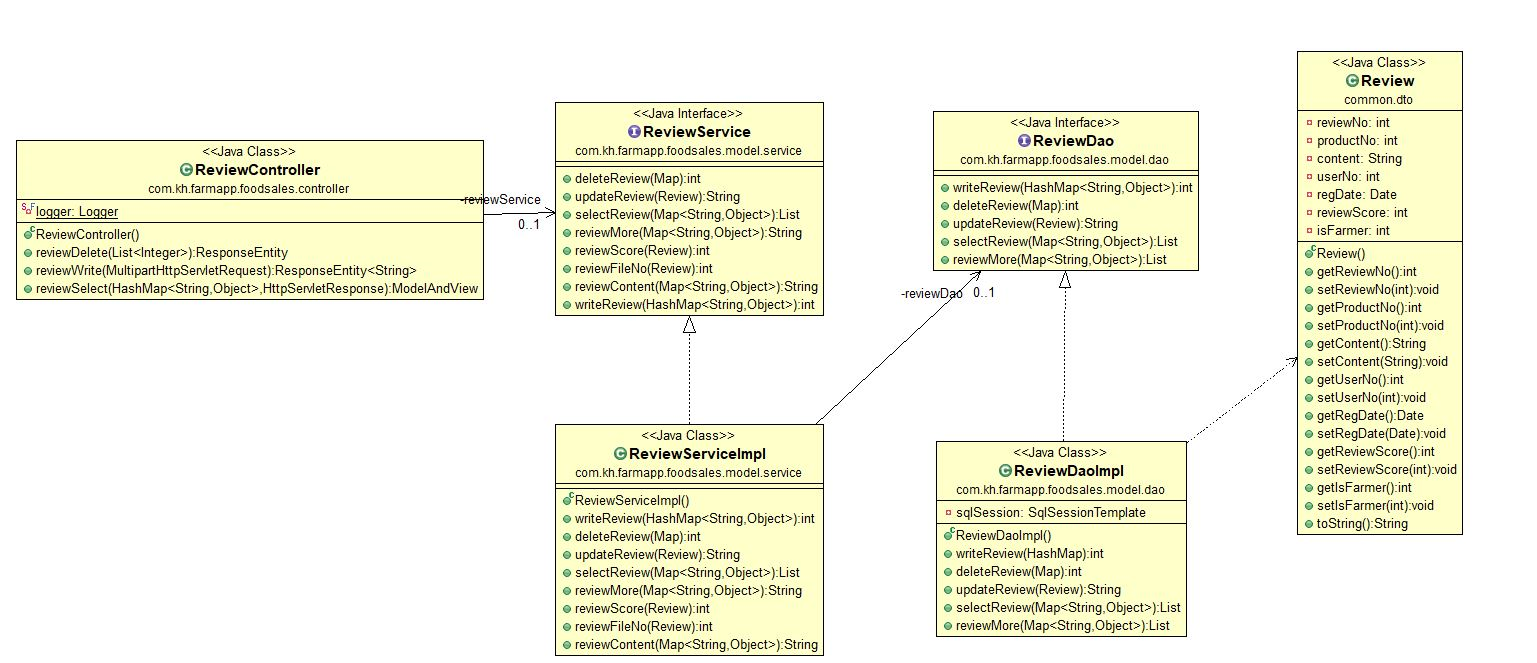 <<Java Class>>
ReviewController
com.kh.farmapp.foodsales.controller
logger: Logger
ReviewController()
reviewDelete(List<Integer>):ResponseEntity
reviewWrite(MultipartHttpServletRequest):ResponseEntity<String>
reviewSelect(HashMap<String,Object>,HttpServletResponse):ModelAndView
-reviewService
0..1
<<Java Interface>>
ReviewService
com.kh.farmapp.foodsales.model.service
deleteReview(Map):int
updateReview(Review):String
selectReview(Map<String,Object>):List
reviewMore(Map<String,Object>):String
reviewScore(Review):int
reviewFileNo(Review):int
reviewContent(Map<String,Object>):String
writeReview(HashMap<String,Object>):int
<<Java Interface>>
ReviewDao
com.kh.farmapp.foodsales.model.dao
writeReview(HashMap<String,Object>):int
deleteReview(Map):int
updateReview(Review):String
selectReview(Map<String,Object>):List
reviewMore(Map<String,Object>):List
-reviewDao
0..1
<<Java Class>>
Review
common.dto
reviewNo: int
productNo: int
content: String
userNo: int
regDate: Date
reviewScore: int
isFarmer: int
Review()
getReviewNo():int
setReviewNo(int):void
getProductNo():int
setProductNo(int):void
getContent():String
setContent(String):void
getUserNo():int
setUserNo(int):void
getRegDate():Date
setRegDate(Date):void
getReviewScore():int
setReviewScore(int):void
getIsFarmer():int
setIsFarmer(int):void
toString():String
<<Java Class>>
ReviewServiceImpl
com.kh.farmapp.foodsales.model.service
ReviewServiceImpl()
writeReview(HashMap<String,Object>):int
deleteReview(Map):int
updateReview(Review):String
selectReview(Map<String,Object>):List
reviewMore(Map<String,Object>):String
reviewScore(Review):int
reviewFileNo(Review):int
reviewContent(Map<String,Object>):String
<<Java Class>>
ReviewDaoImpl
com.kh.farmapp.foodsales.model.dao
sqlSession: SqlSessionTemplate
ReviewDaoImpl()
writeReview(HashMap):int
deleteReview(Map):int
updateReview(Review):String
selectReview(Map<String,Object>):List
reviewMore(Map<String,Object>):List